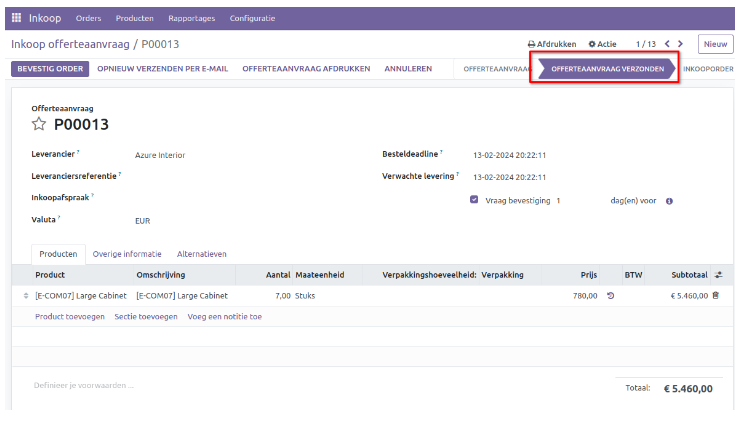 Inkoop Orders Producten Rapportages Configuratie
Inkoop offerteaanvraag / P00013 Afdrukken Actie 1 / 13 Nieuw
BEVESTIG ORDER OPNIEUW VERZENDEN PER E-MAIL OFFERTEAANVRAAG AFDRUKKEN ANNULEREN OFFERTEAANVRAAG OFFERTEAANVRAAG VERZONDEN INKOOPORDER
Offerteaanvraag
P00013
Leverancier ? Azure Interior Besteldeadline ? 13-02-2024 20:22:11
Leveranciersreferentie ? Verwachte levering ? 13-02-2024 20:22:11
Inkoopafspraak ? Vraag bevestiging 1 dag(en) voor
Valuta ? EUR
Producten Overige informatie Alternatieven
Product Omschrijving Aantal Maateenheid Verpakkingshoeveelheid: Verpakking Prijs BTW Subtotaal
[E-COM07] Large Cabinet [E-COM07] Large Cabinet 7,00 Stuks 780,00 € 5.460,00
Product toevoegen Sectie toevoegen Voeg een notitie toe
Definieer je voorwaarden ... Totaal: € 5.460,00